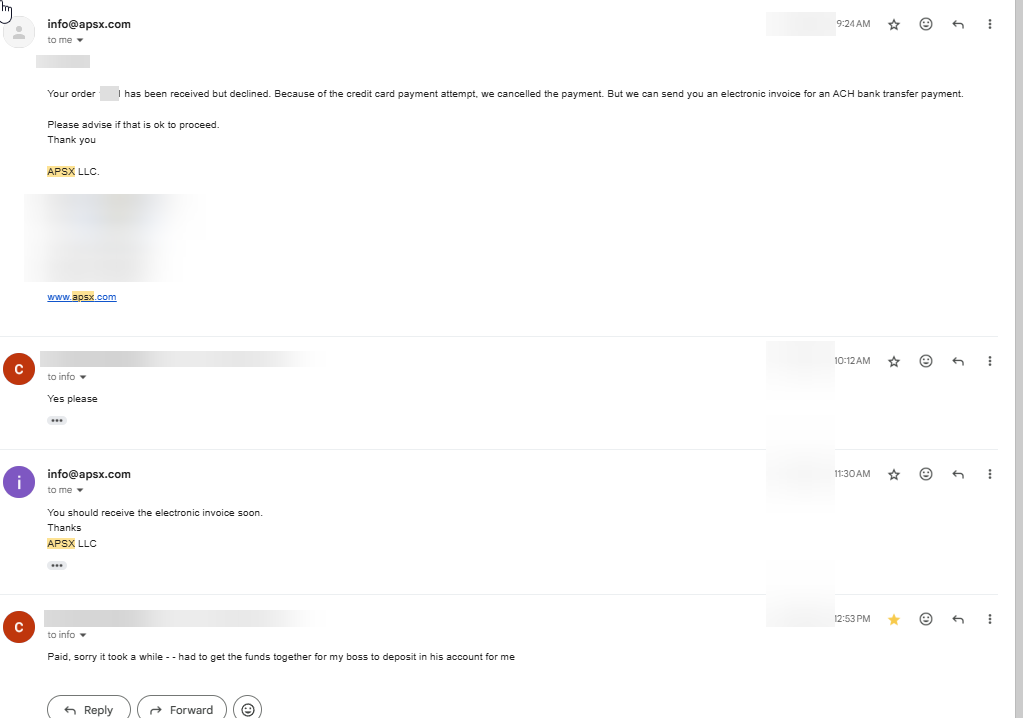 info@apsx.com
9:24 AM
to me
Your order has been received but declined. Because of the credit card payment attempt, we cancelled the payment. But we can send you an electronic invoice for an ACH bank transfer payment.
Please advise if that is ok to proceed.
Thank you
APSX LLC.
www.apsx.com
C
10:12 AM
to info
Yes please
i
info@apsx.com
11:30 AM
to me
You should receive the electronic invoice soon.
Thanks
APSX LLC
C
12:53 PM
to info
Paid, sorry it took a while - - had to get the funds together for my boss to deposit in his account for me
Reply
Forward